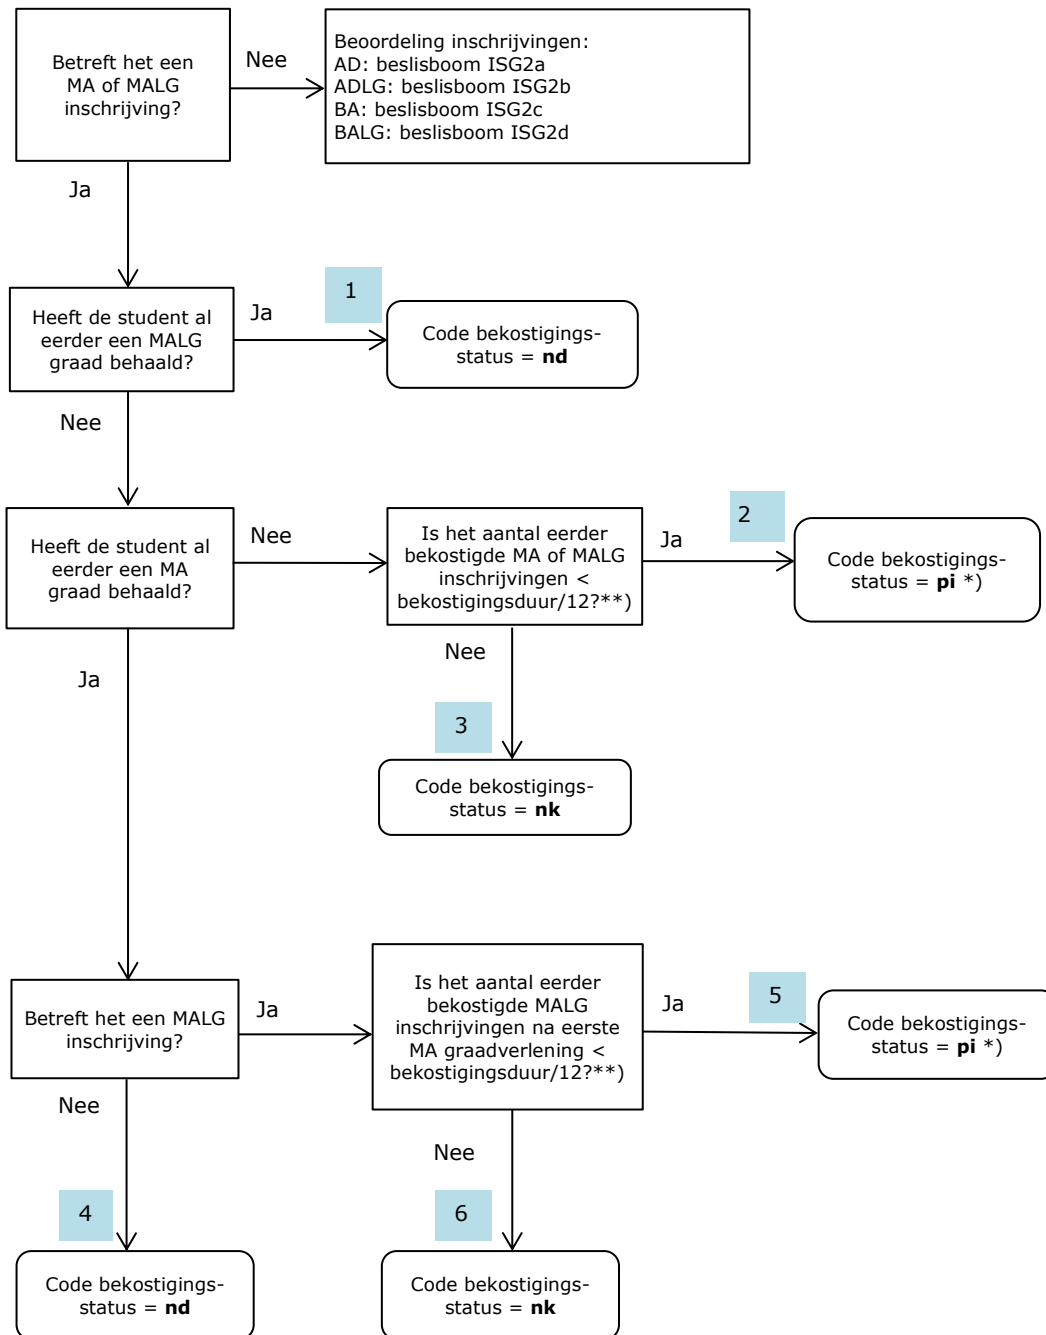 Betreft het een
MA of MALG
inschrijving?
Nee
Beoordeling inschrijvingen:
AD: beslisboom ISG2a
ADLG: beslisboom ISG2b
BA: beslisboom ISG2c
BALG: beslisboom ISG2d
Ja
Heeft de student al
eerder een MALG
graad behaald?
Ja
1
Code bekostigings-
status = nd
Nee
Heeft de student al
eerder een MA
graad behaald?
Nee
Is het aantal eerder
bekostigde MA of MALG
inschrijvingen <
bekostigingsduur/12?**)
Ja
2
Code bekostigings-
status = pi *)
Nee
3
Code bekostigings-
status = nk
Ja
Betreft het een MALG
inschrijving?
Ja
Is het aantal eerder
bekostigde MALG
inschrijvingen na eerste
MA graadverlening <
bekostigingsduur/12?**)
Ja
5
Code bekostigings-
status = pi *)
Nee
4
Code bekostigings-
status = nd
Nee
6
Code bekostigings-
status = nk